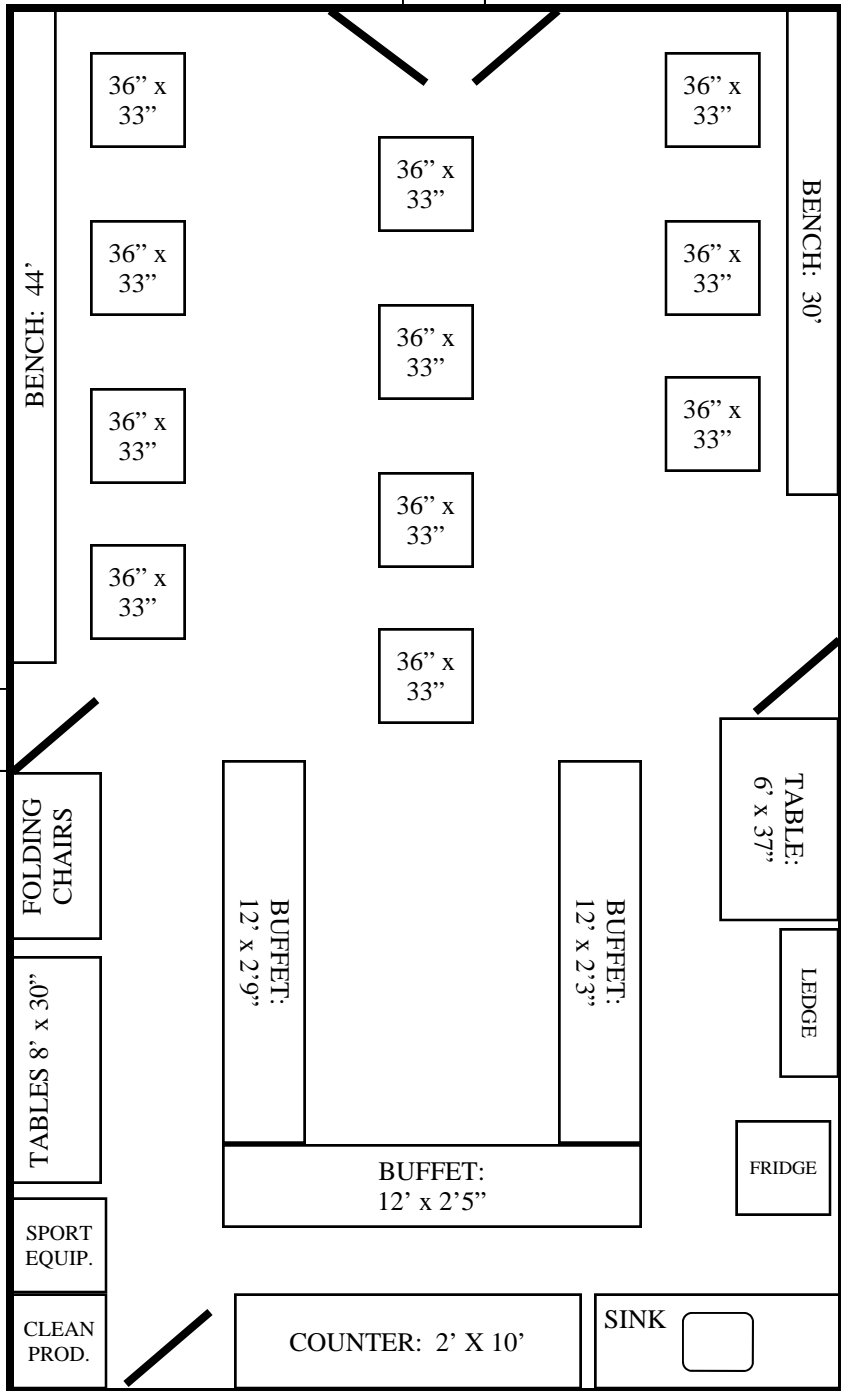 36” x
33”
36” x
33”
36” x
33”
36” x
33”
36” x
33”
36” x
33”
36” x
33”
36” x
33”
36” x
33”
36” x
33”
36” x
33”
BENCH: 44’
BENCH: 30’
FOLDING
CHAIRS
TABLES 8’ x 30”
SPORT
EQUIP.
CLEAN
PROD.
BUFFET:
12’ x 2’9”
BUFFET:
12’ x 2’3”
BUFFET:
12’ x 2’5”
TABLE:
6’ x 37”
LEDGE
FRIDGE
COUNTER: 2’ X 10’
SINK